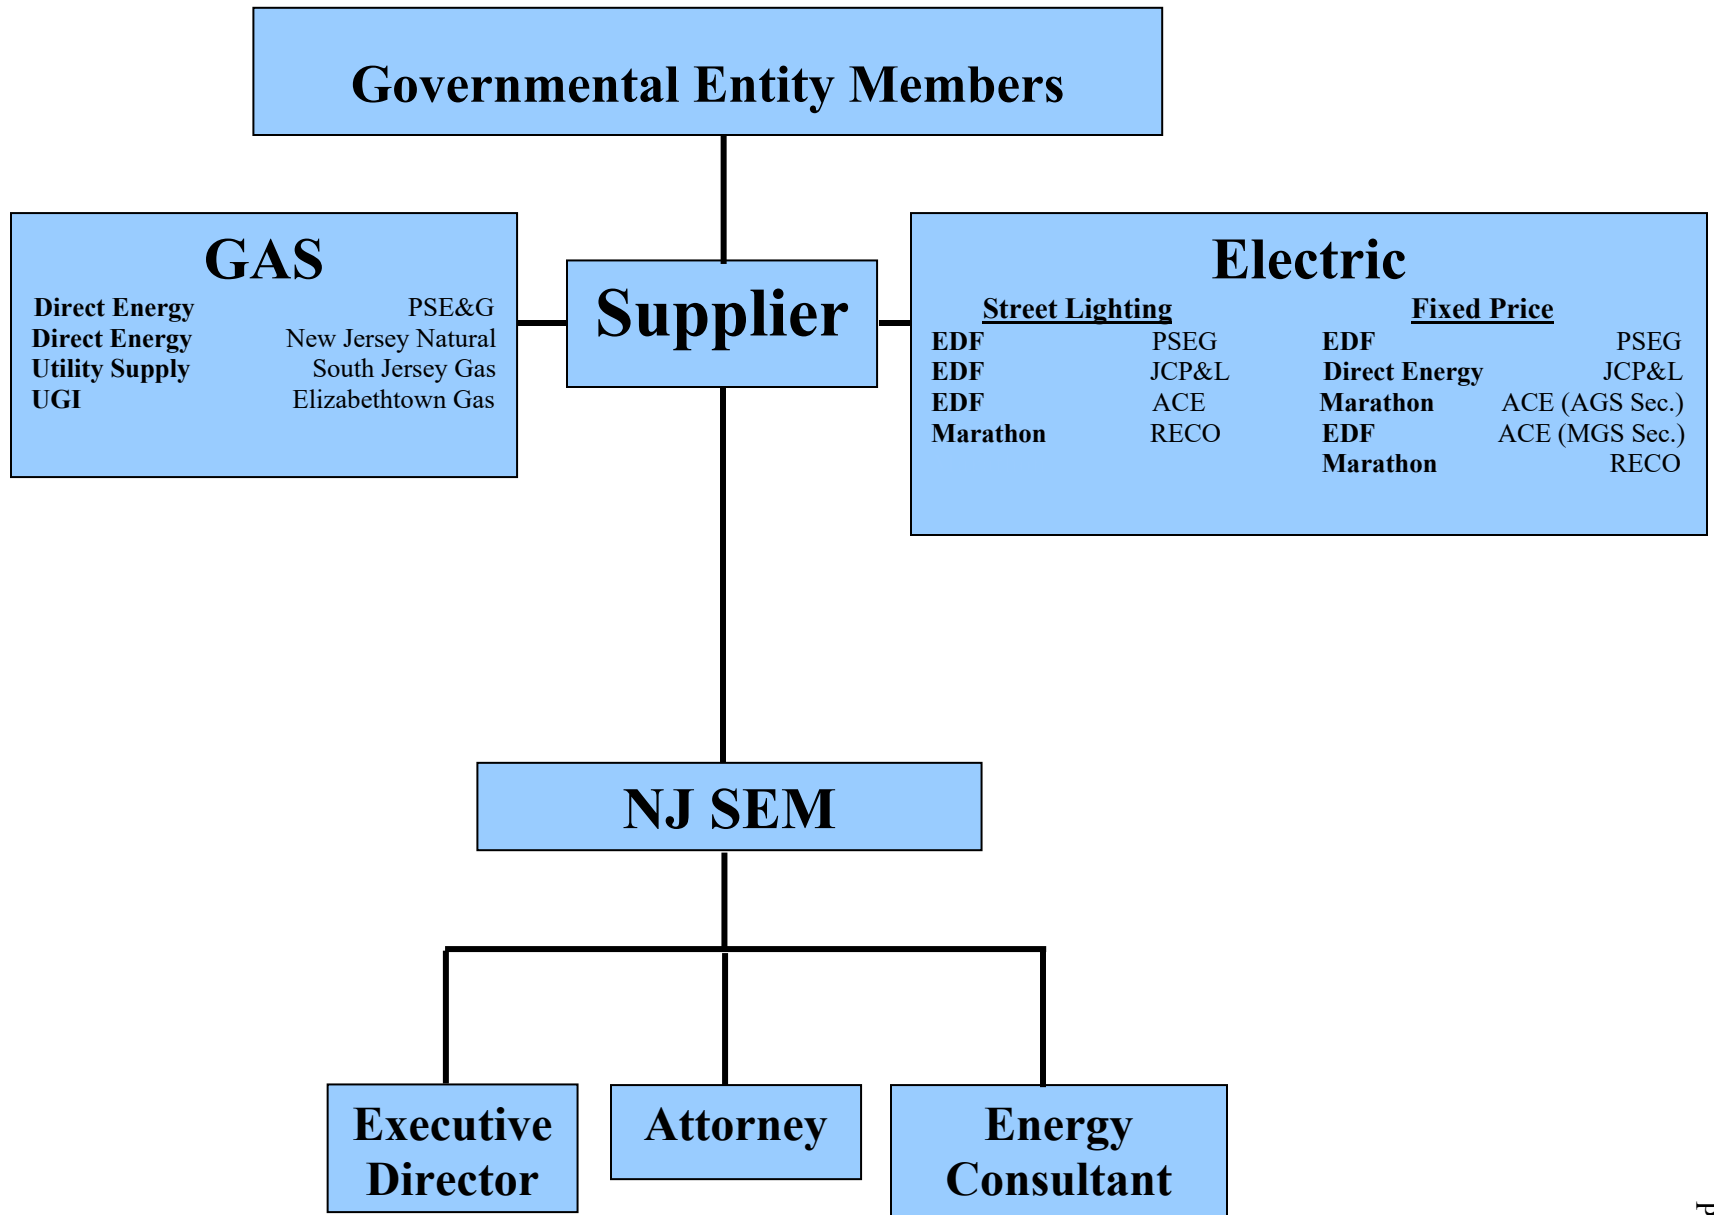 Governmental Entity Members
GAS
Direct Energy PSE&G
Direct Energy New Jersey Natural
Utility Supply South Jersey Gas
UGI Elizabethtown Gas
Supplier
Electric
Street Lighting Fixed Price
EDF PSEG EDF PSEG
EDF JCP&L Direct Energy JCP&L
EDF ACE Marathon ACE (AGS Sec.)
Marathon RECO EDF ACE (MGS Sec.)
Marathon RECO
NJ SEM
Executive
Director
Attorney
Energy
Consultant
P